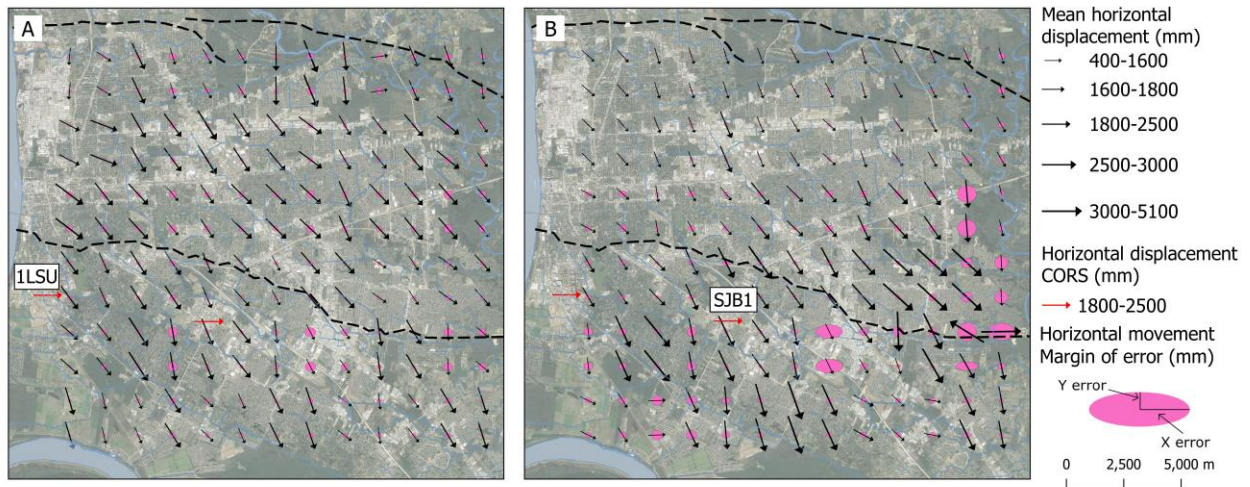 A
1LSU
B
SJB1
Mean horizontal
displacement (mm)
400-1600
1600-1800
1800-2500
2500-3000
3000-5100
Horizontal displacement
CORS (mm)
1800-2500
Horizontal movement
Margin of error (mm)
Y error
X error
0 2,500 5,000 m